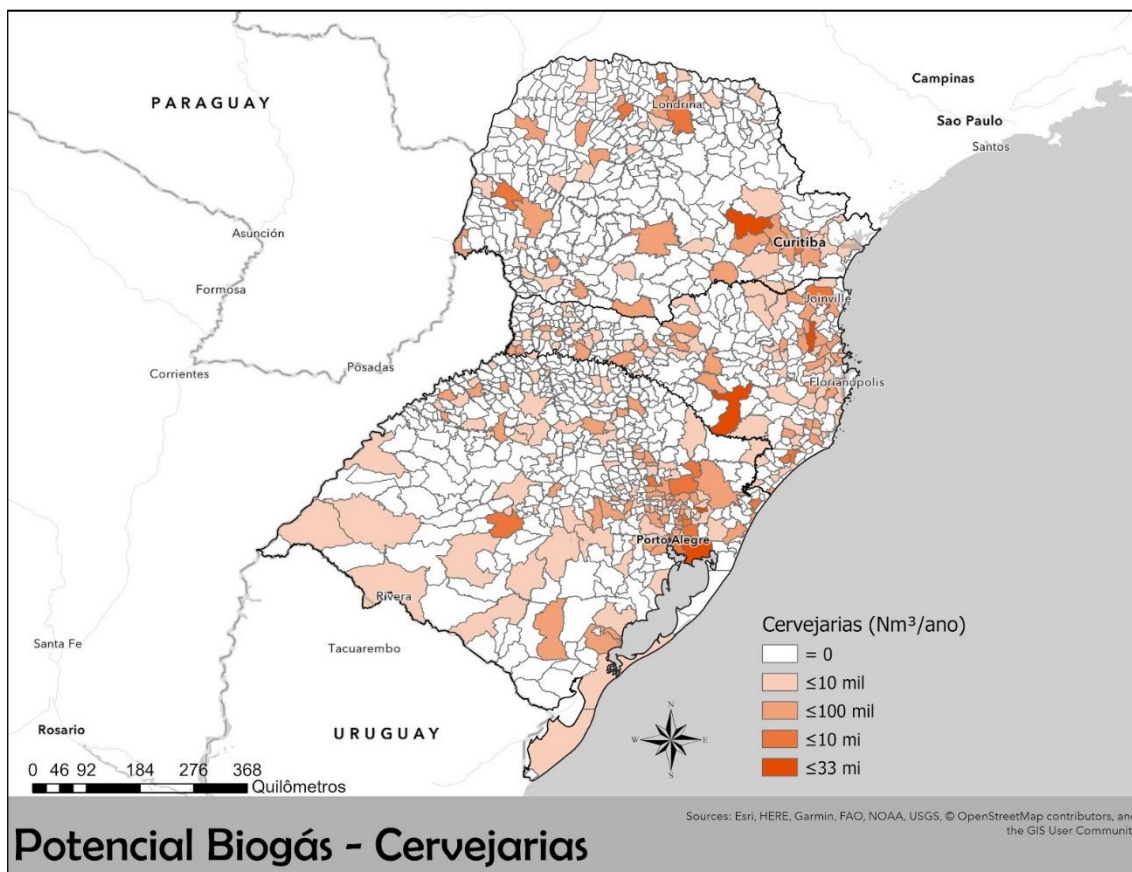 Campinas
PARAGUAY
Londrina
Sao Paulo
Santos
Asunción
Curitiba
Formosa
Joinville
Posadas
Corrientes
Florianópolis
Porto Alegre
Rivera
Santa Fe
Tacuarembo
Rosario
URUGUAY
Cervejarias (Nm³/ano)
= 0
≤10 mil
≤100 mil
≤10 mi
≤33 mi
N
W E
S
0 46 92 184 276 368
Quilômetros
Sources: Esri, HERE, Garmin, FAO, NOAA, USGS, © OpenStreetMap contributors, and
the GIS User Communit
Potencial Biogás - Cervejarias